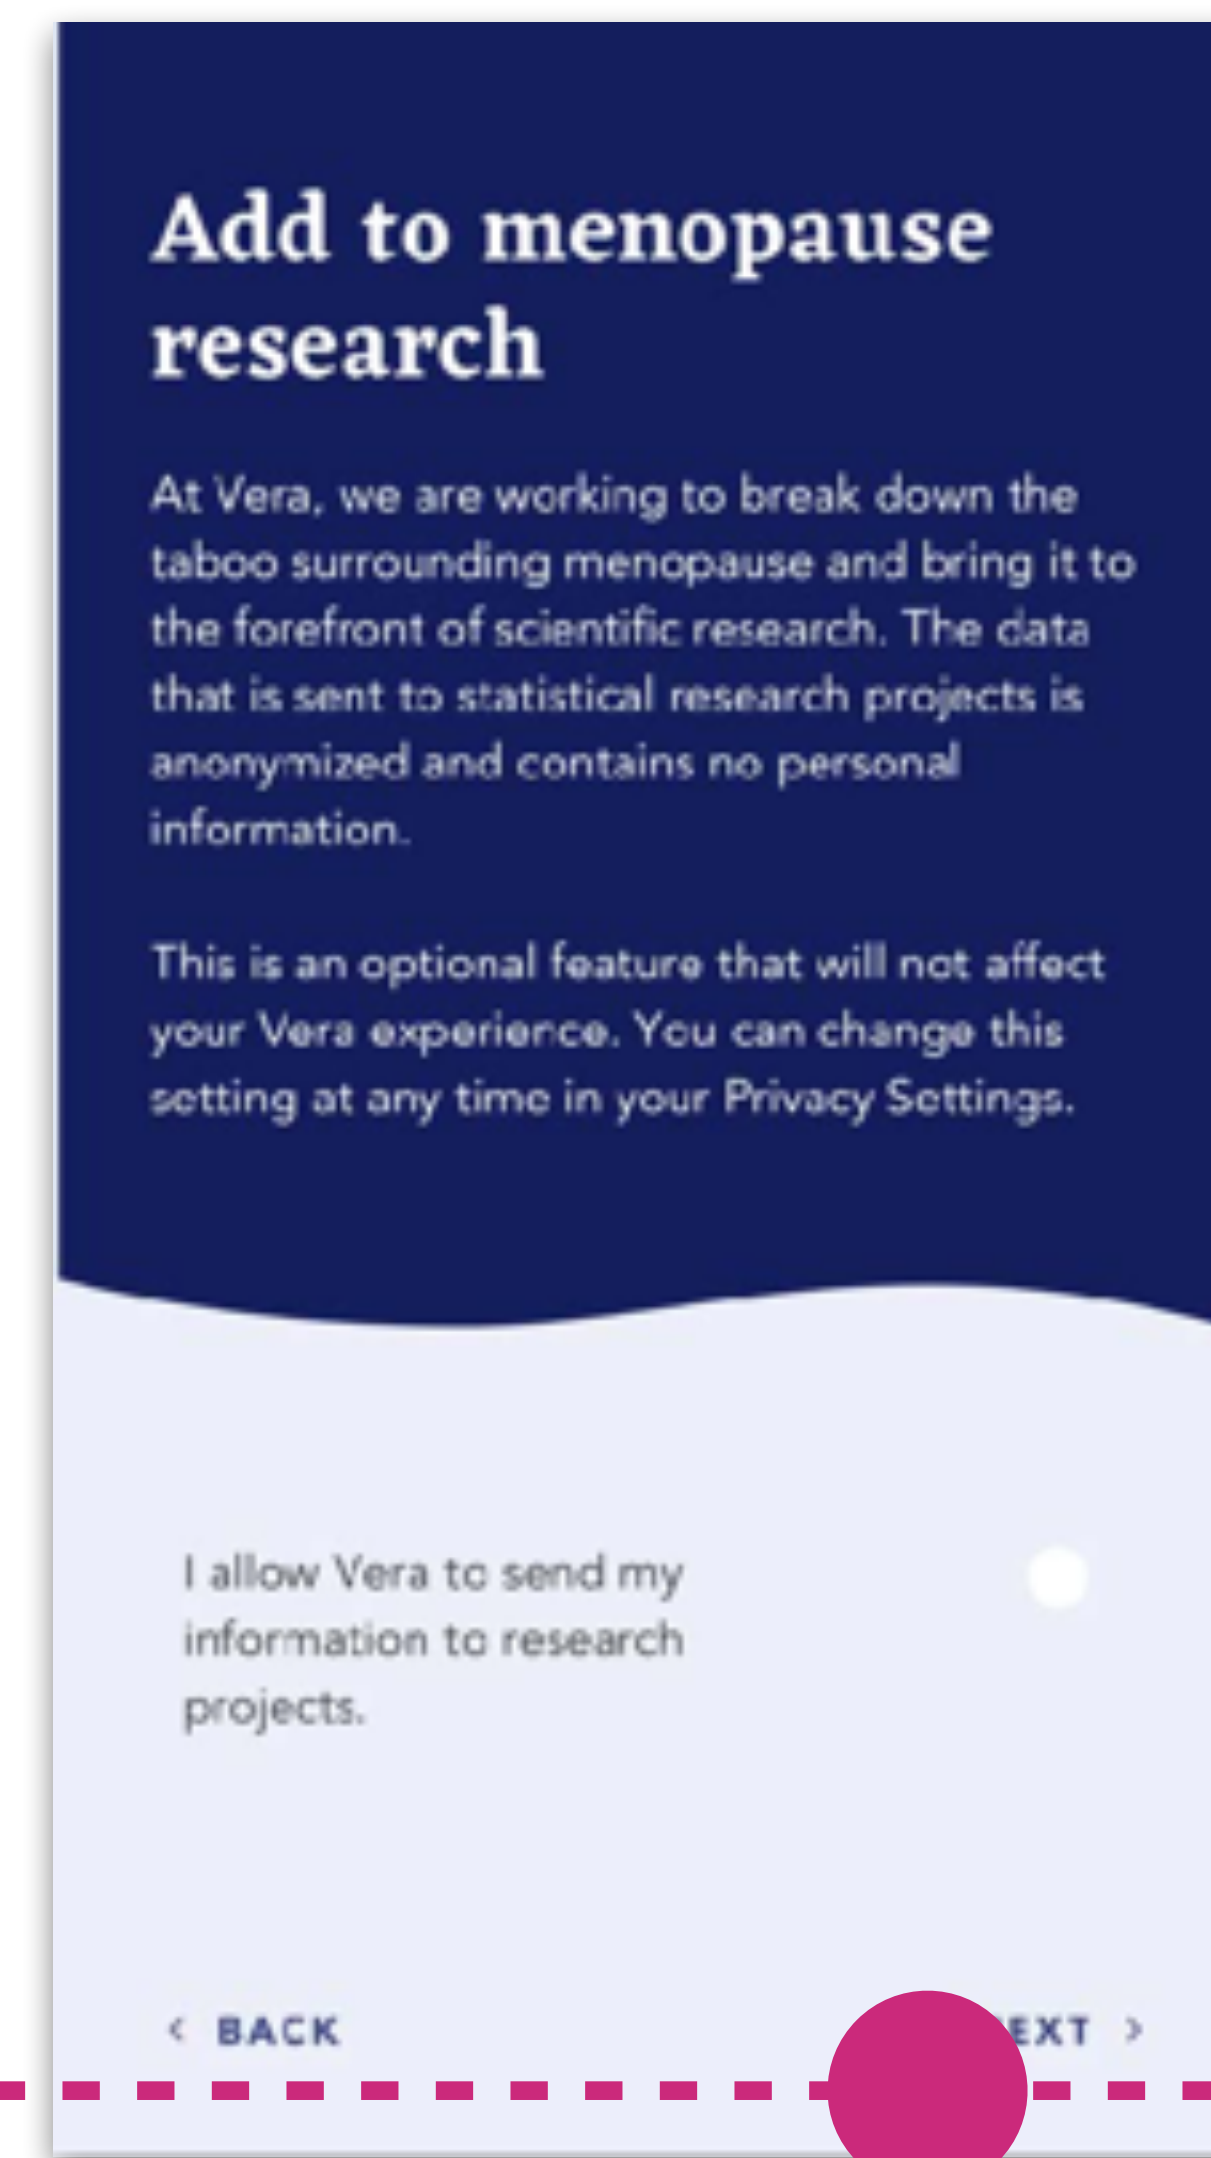 Add to menopause
research
At Vera, we are working to break down the
taboo surrounding menopause and bring it to
the forefront of scientific research. The data
that is sent to statistical research projects is
anonymized and contains no personal
information.
This is an optional feature that will not affect
your Vera experience. You can change this
setting at any time in your Privacy Settings.
I allow Vera to send my
information to research
projects.
< BACK
EXT >